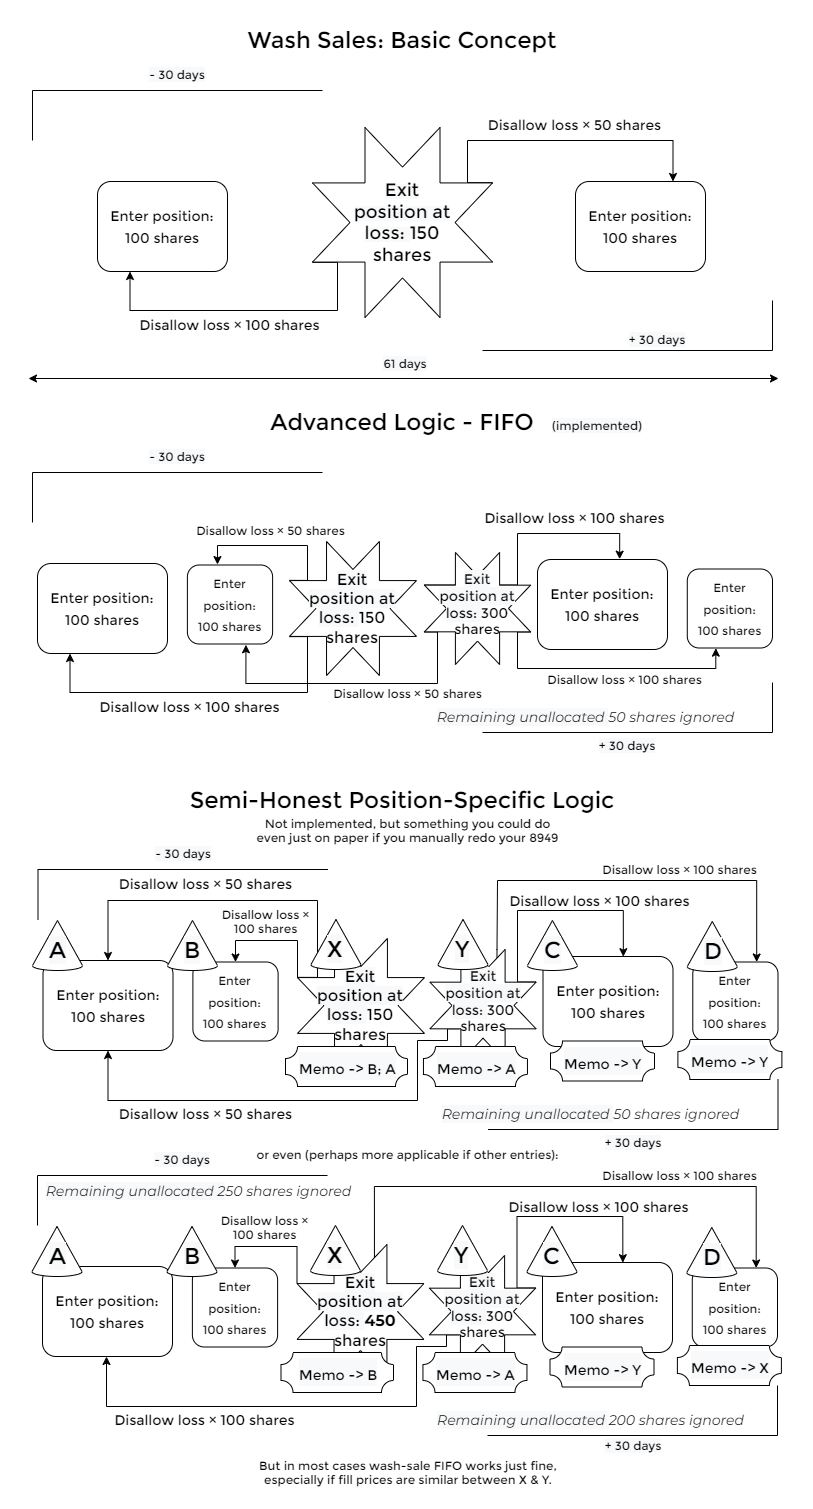 Wash Sales: Basic Concept
- 30 days
Disallow loss × 50 shares
Enter position:
100 shares
Exit
position at
loss: 150
shares
Enter position:
100 shares
Disallow loss × 100 shares
+ 30 days
61 days
Advanced Logic - FIFO (implemented)
- 30 days
Disallow loss × 50 shares
Disallow loss × 100 shares
Enter position:
100 shares
Enter
position:
100 shares
Exit
position at
loss: 150
shares
Exit
position at
loss: 300
shares
Enter position:
100 shares
Enter
position:
100 shares
Disallow loss × 100 shares
Disallow loss × 50 shares
Disallow loss × 100 shares
Remaining unallocated 50 shares ignored
+ 30 days
Semi-Honest Position-Specific Logic
Not implemented, but something you could do
even just on paper if you manually redo your 8949
- 30 days
Disallow loss × 100 shares
Disallow loss × 50 shares
Disallow loss × 100 shares
Disallow loss ×
100 shares
A
B
X
Y
C
D
Enter position:
100 shares
Enter
position:
100 shares
Exit
position at
loss: 150
shares
Exit
position at
loss: 300
shares
Enter position:
100 shares
Enter
position:
100 shares
Memo -> B; A
Memo -> A
Memo -> Y
Memo -> Y
Disallow loss × 50 shares
Remaining unallocated 50 shares ignored
+ 30 days
or even (perhaps more applicable if other entries):
- 30 days
Disallow loss × 100 shares
Remaining unallocated 250 shares ignored
Disallow loss × 100 shares
Disallow loss ×
100 shares
A
B
X
Y
C
D
Enter position:
100 shares
Enter
position:
100 shares
Exit
position at
loss: 450
shares
Exit
position at
loss: 300
shares
Enter position:
100 shares
Enter
position:
100 shares
Memo -> B
Memo -> A
Memo -> Y
Memo -> X
Disallow loss × 100 shares
Remaining unallocated 200 shares ignored
+ 30 days
But in most cases wash-sale FIFO works just fine,
especially if fill prices are similar between X & Y.